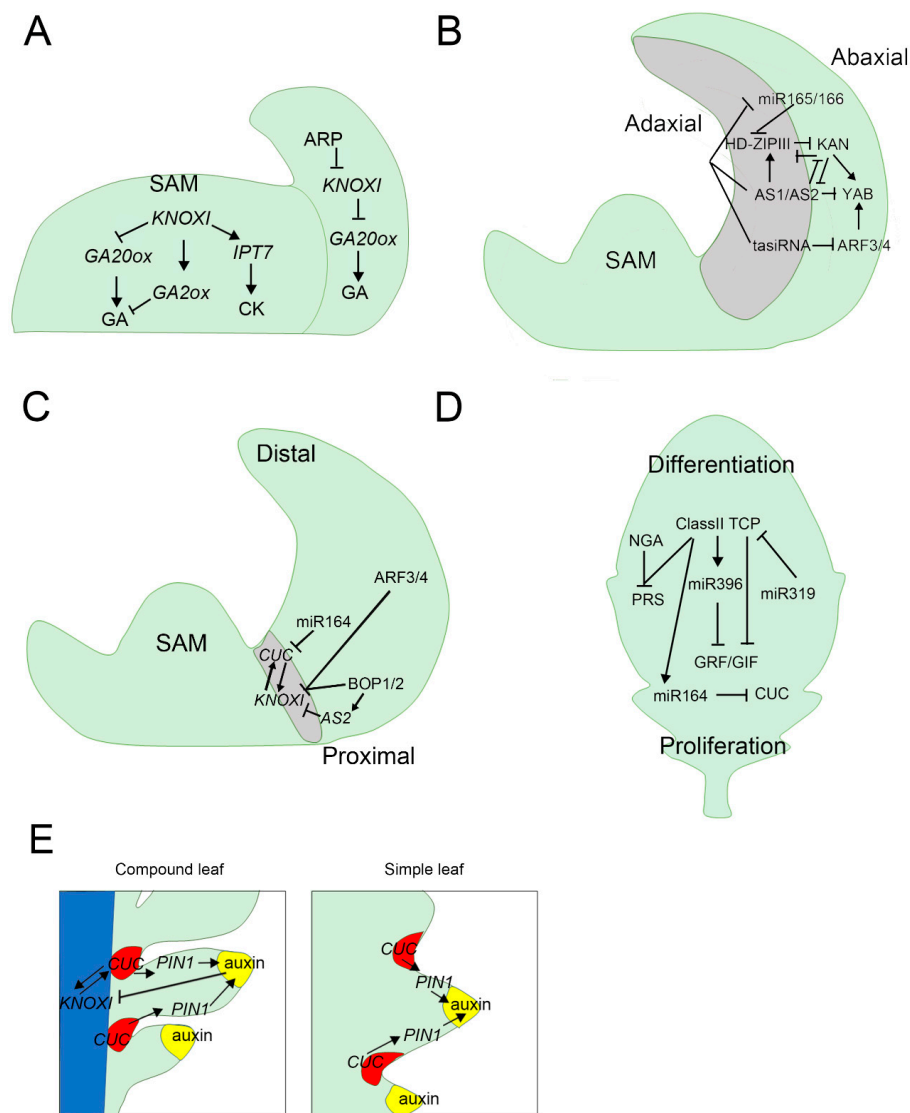 A
ARP
SAM
KNOXI
KNOXI
GA20ox
IPT7
GA20ox
GA2ox
GA
CK
GA
B
Abaxial
miR165/166
Adaxial
HD-ZIPIII
KAN
AS1/AS2
YAB
SAM
tasiRNA
ARF3/4
C
Distal
ARF3/4
miR164
SAM
CUC
KNOXI
BOP1/2
AS2
Proximal
D
Differentiation
ClassII TCP
NGA
PRS
miR396
miR319
GRF/GIF
miR164
CUC
Proliferation
E
Compound leaf
CUC
PIN1
auxin
KNOXI
PIN1
CUC
auxin
Simple leaf
CUC
PIN1
auxin
PIN1
CUC
auxin